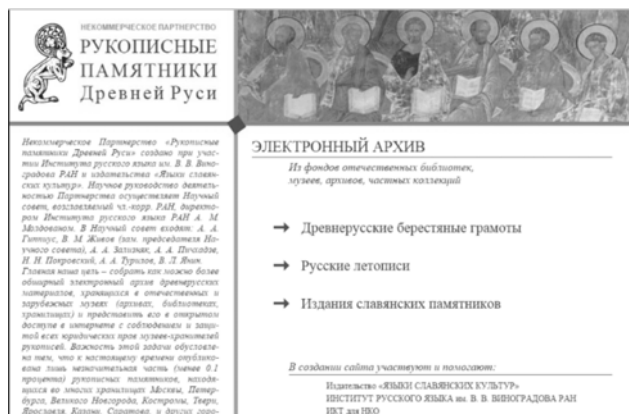 НЕКОММЕРЧЕСКОЕ ПАРТНЕРСТВО
РУКОПИСНЫЕ
ПАМЯТНИКИ
Древней Руси
Некоммерческое Партнерство «Рукописные
памятники Древней Руси» создано при учас-
тии Института русского языка им. В. В. Вино-
градова РАН и издательства «Языки славян-
ских культур». Научное руководство деятель-
ностью Партнерства осуществляет Научный
совет, возглавляемый чл.-корр. РАН, директо-
ром Института русского языка РАН А. М.
Молдованом. В Научный совет входят: А. А.
Гиппиус, В. М. Живов (зам. председателя На-
учного совета), А. А. Зализняк, А. А. Пичхадзе,
Н. Н. Покровский, А. А. Турилов, В. Л. Янин.
Главная наша цель – собрать как можно более
обширный электронный архив древнерусских
материалов, хранящихся в отечественных и
зарубежных музеях (архивах, библиотеках,
хранилищах) и представить его в открытом
доступе в интернете с соблюдением и защи-
той всех юридических прав музеев-хранителей
рукописей. Важность этой задачи обусловле-
на тем, что к настоящему времени опублико-
вана лишь незначительная часть (менее 0.1
процента) рукописных памятников, находя-
щихся во многих хранилищах Москвы, Петер-
бурга, Великого Новгорода, Костромы, Твери,
Ярославля, Казани, Саратова, и других горо-
ЭЛЕКТРОННЫЙ АРХИВ
Из фондов отечественных библиотек,
музеев, архивов, частных коллекций
→ Древнерусские берестяные грамоты
→ Русские летописи
→ Издания славянских памятников
В создании сайта участвуют и помогают:
Издательство «ЯЗЫКИ СЛАВЯНСКИХ КУЛЬТУР»
ИНСТИТУТ РУССКОГО ЯЗЫКА им. В. В. ВИНОГРАДОВА РАН
ИКТ для НКО